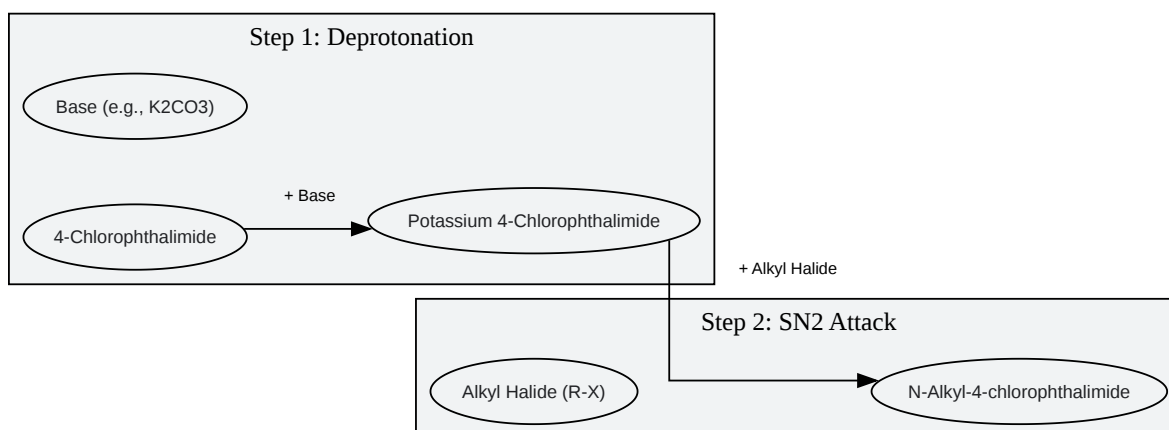 Step 1: Deprotonation
Base (e.g., K2CO3)
+ Base
4-Chlorophthalimide
Potassium 4-Chlorophthalimide
+ Alkyl Halide
Step 2: SN2 Attack
Alkyl Halide (R-X)
N-Alkyl-4-chlorophthalimide